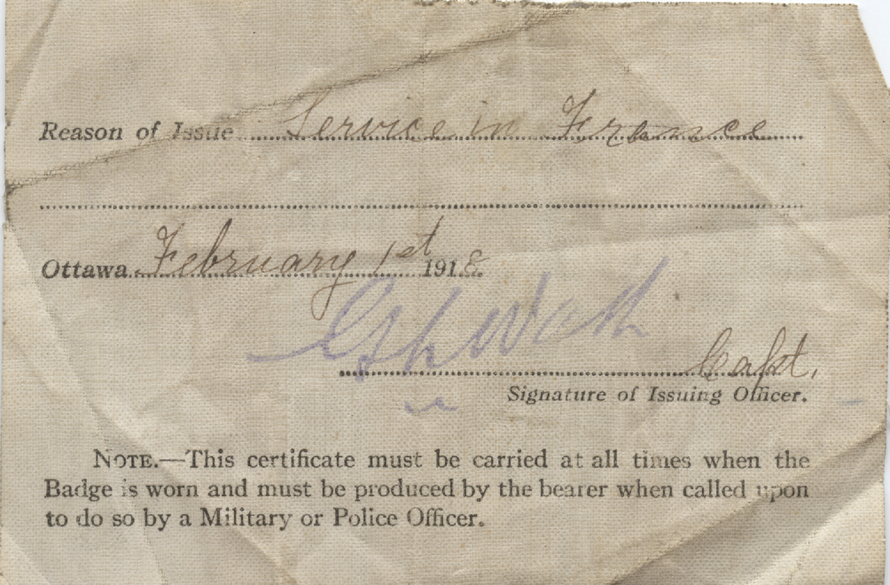 Reason of Issue Service in France
Ottawa February 1st 1918.
Capt.
Signature of Issuing Officer.
NOTE.—This certificate must be carried at all times when the
Badge is worn and must be produced by the bearer when called upon
to do so by a Military or Police Officer.